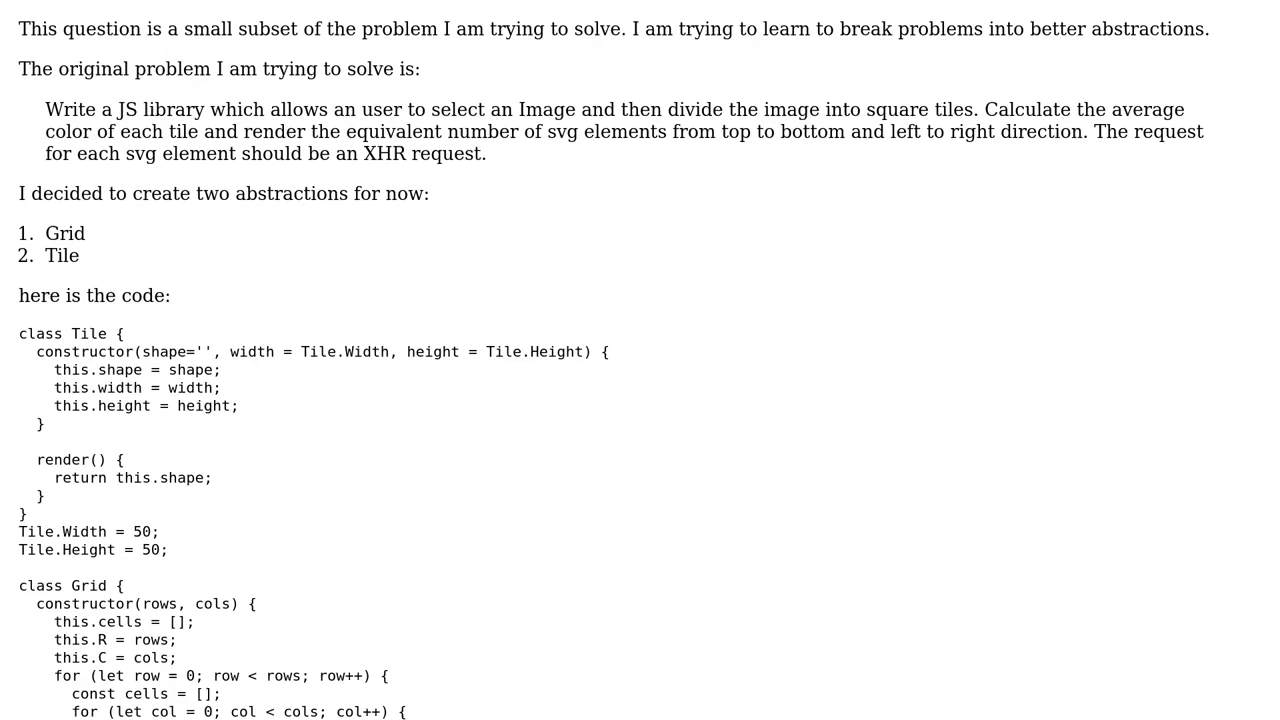 This question is a small subset of the problem I am trying to solve. I am trying to learn to break problems into better abstractions.
The original problem I am trying to solve is:
Write a JS library which allows an user to select an Image and then divide the image into square tiles. Calculate the average
color of each tile and render the equivalent number of svg elements from top to bottom and left to right direction. The request
for each svg element should be an XHR request.
I decided to create two abstractions for now:
1. Grid
2. Tile
here is the code:
class Tile {
  constructor(shape='', width = Tile.Width, height = Tile.Height) {
    this.shape = shape;
    this.width = width;
    this.height = height;
  }
  render() {
    return this.shape;
  }
}
Tile.Width = 50;
Tile.Height = 50;
class Grid {
  constructor(rows, cols) {
    this.cells = [];
    this.R = rows;
    this.C = cols;
    for (let row = 0; row < rows; row++) {
      const cells = [];
      for (let col = 0; col < cols; col++) {